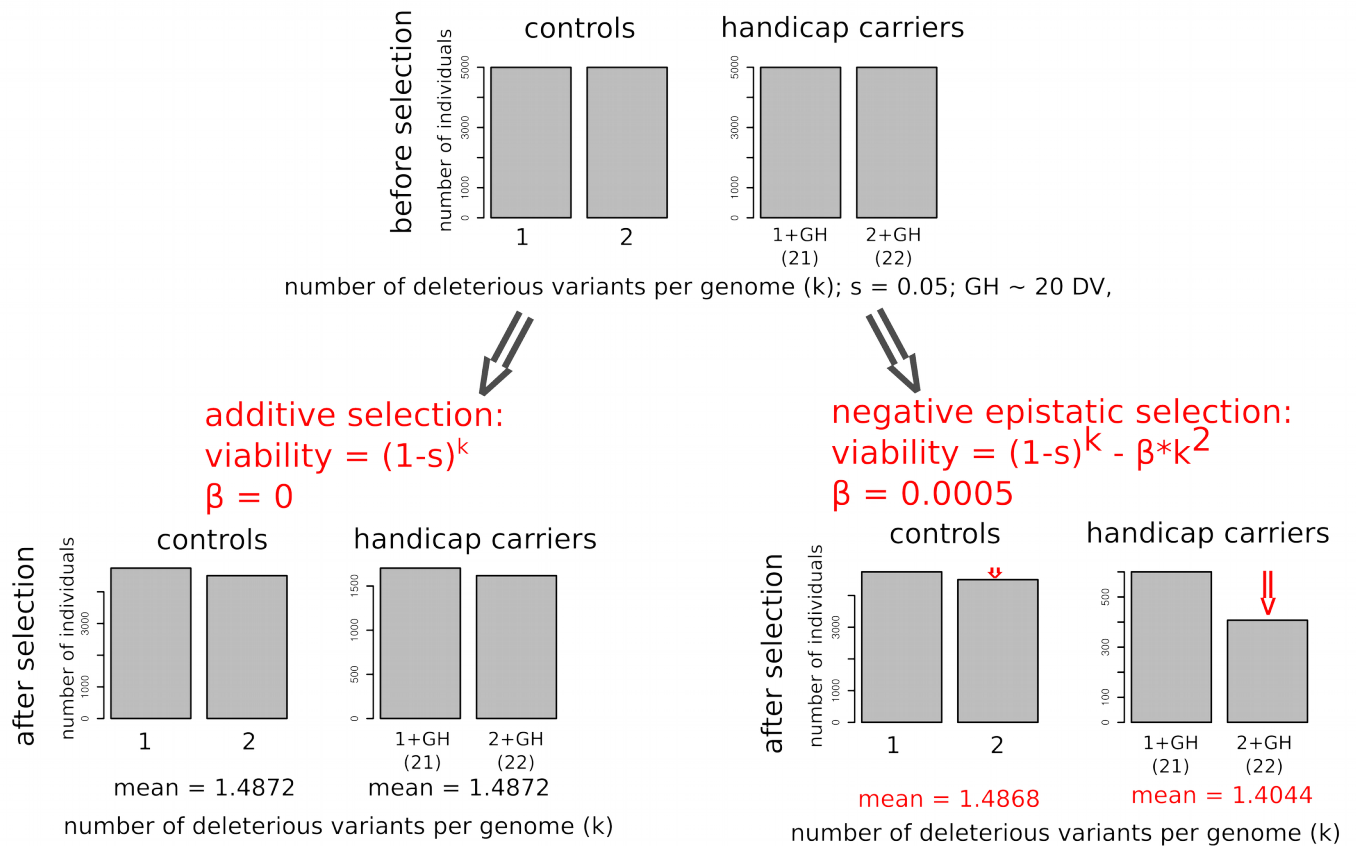 controls
handicap carriers
before selection
number of individuals
0
1000
3000
5000
0
1000
3000
5000
1
2
1+GH
(21)
2+GH
(22)
number of deleterious variants per genome (k); s = 0.05; GH ~ 20 DV,
additive selection:
viability = (1-s)^k
β = 0
negative epistatic selection:
viability = (1-s)^k - β*k^2
β = 0.0005
controls
handicap carriers
after selection
number of individuals
0
1000
3000
0
500
1000
1500
1
2
1+GH
(21)
2+GH
(22)
mean = 1.4872
mean = 1.4872
number of deleterious variants per genome (k)
controls
handicap carriers
after selection
number of individuals
0
1000
3000
0
100
300
500
1
2
1+GH
(21)
2+GH
(22)
mean = 1.4868
mean = 1.4044
number of deleterious variants per genome (k)